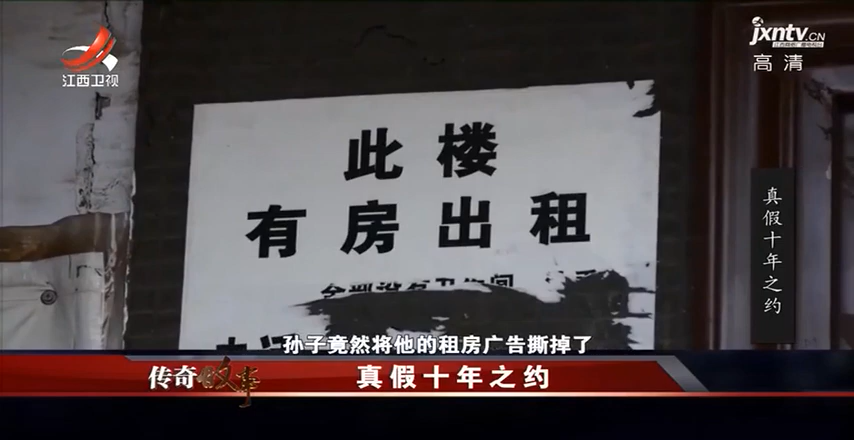 江西卫视
jxntv.CN
高清
此楼
有房出租
真假十年之约
孙子竟然将他的租房广告撕掉了
传奇故事
真假十年之约